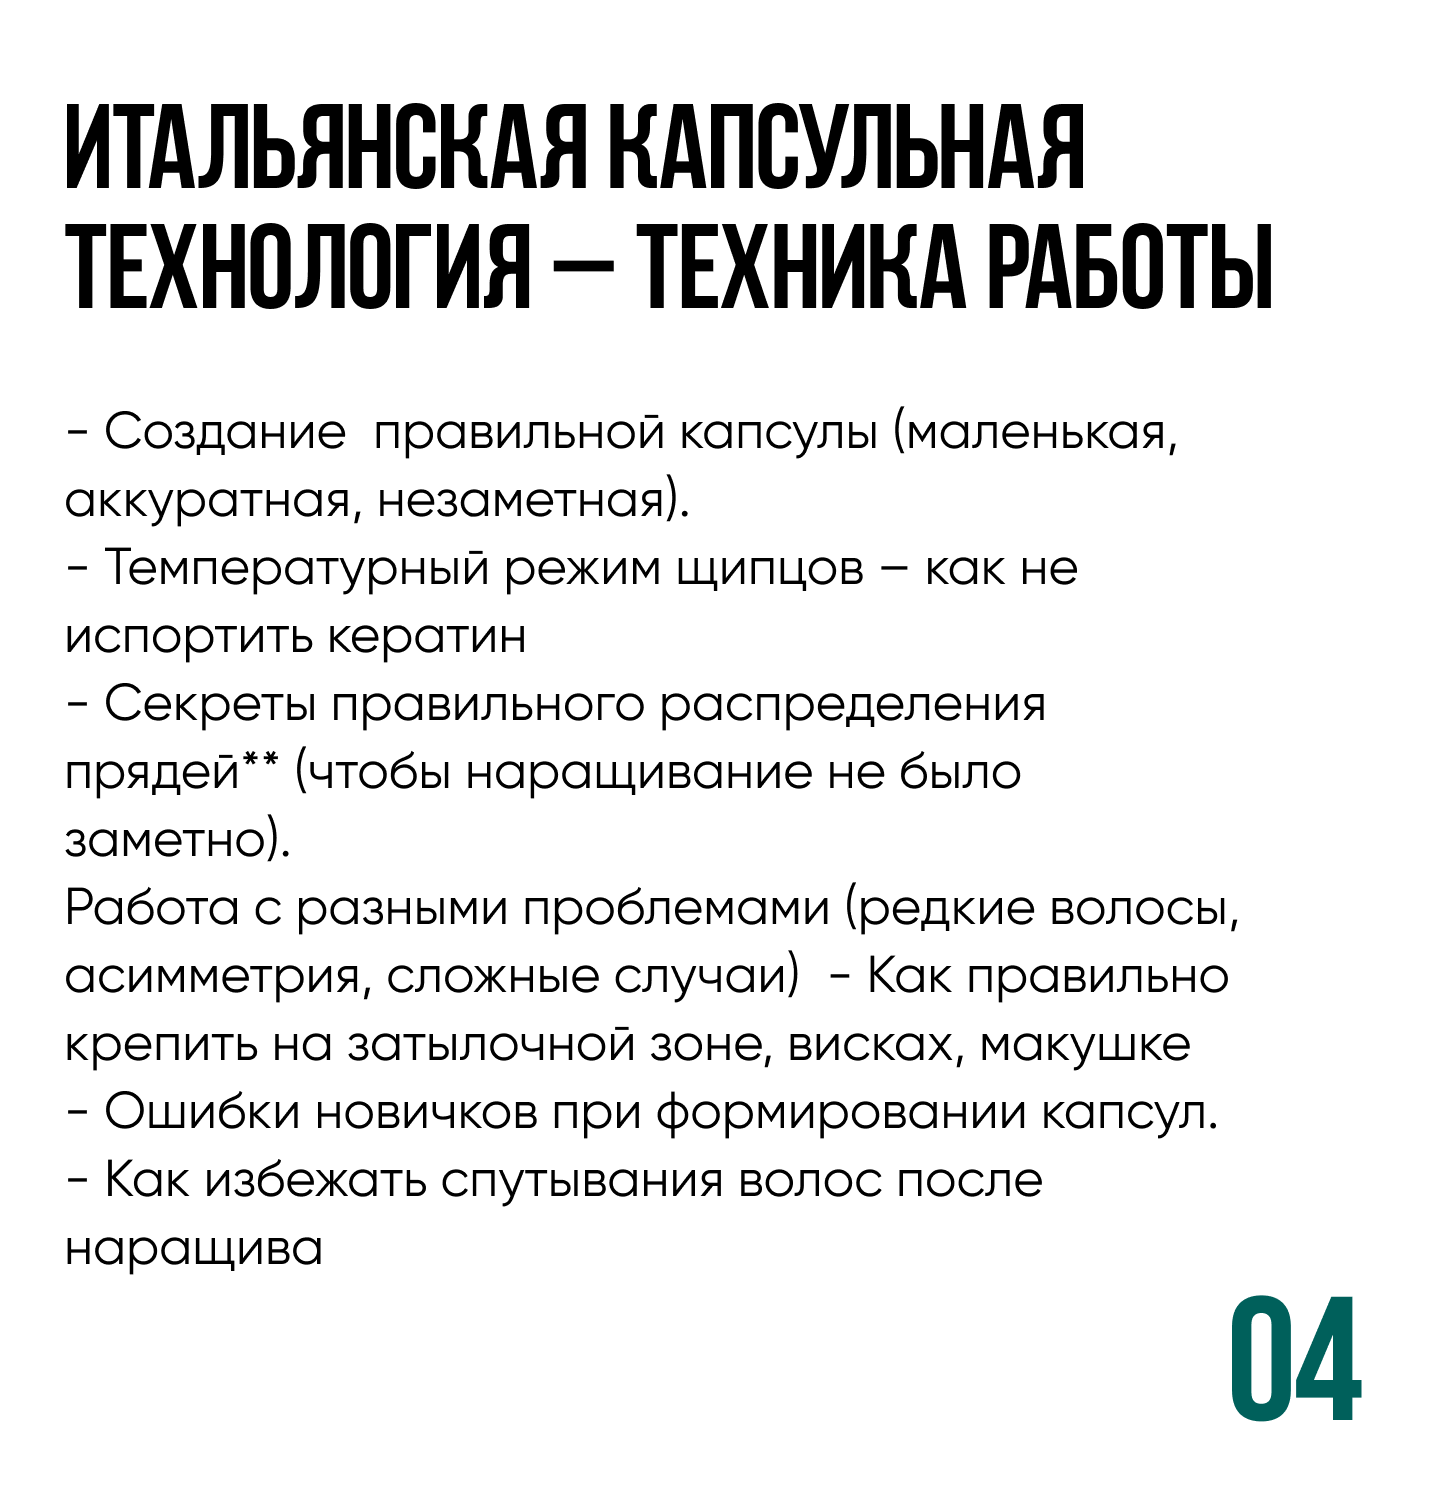 ИТАЛЬЯНСКАЯ КАПСУЛЬНАЯ
ТЕХНОЛОГИЯ – ТЕХНИКА РАБОТЫ
- Создание  правильной капсулы (маленькая,
аккуратная, незаметная).
- Температурный режим щипцов – как не
испортить кератин
- Секреты правильного распределения
прядей** (чтобы наращивание не было
заметно).
Работа с разными проблемами (редкие волосы,
асимметрия, сложные случаи)  - Как правильно
крепить на затылочной зоне, висках, макушке
- Ошибки новичков при формировании капсул.
- Как избежать спутывания волос после
наращива
04